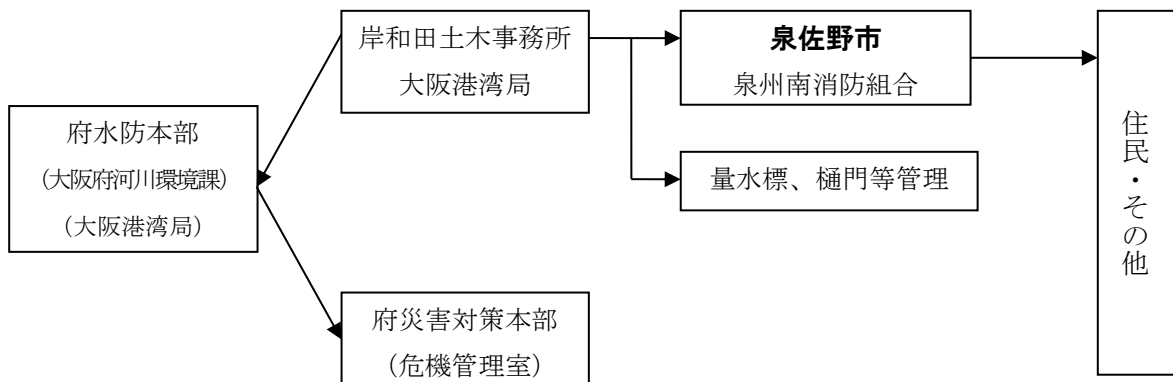 岸和田土木事務所
大阪港湾局
泉佐野市
泉州南消防組合
府水防本部
（大阪府河川環境課）
（大阪港湾局）
量水標、樋門等管理
府災害対策本部
（危機管理室）
住民・その他